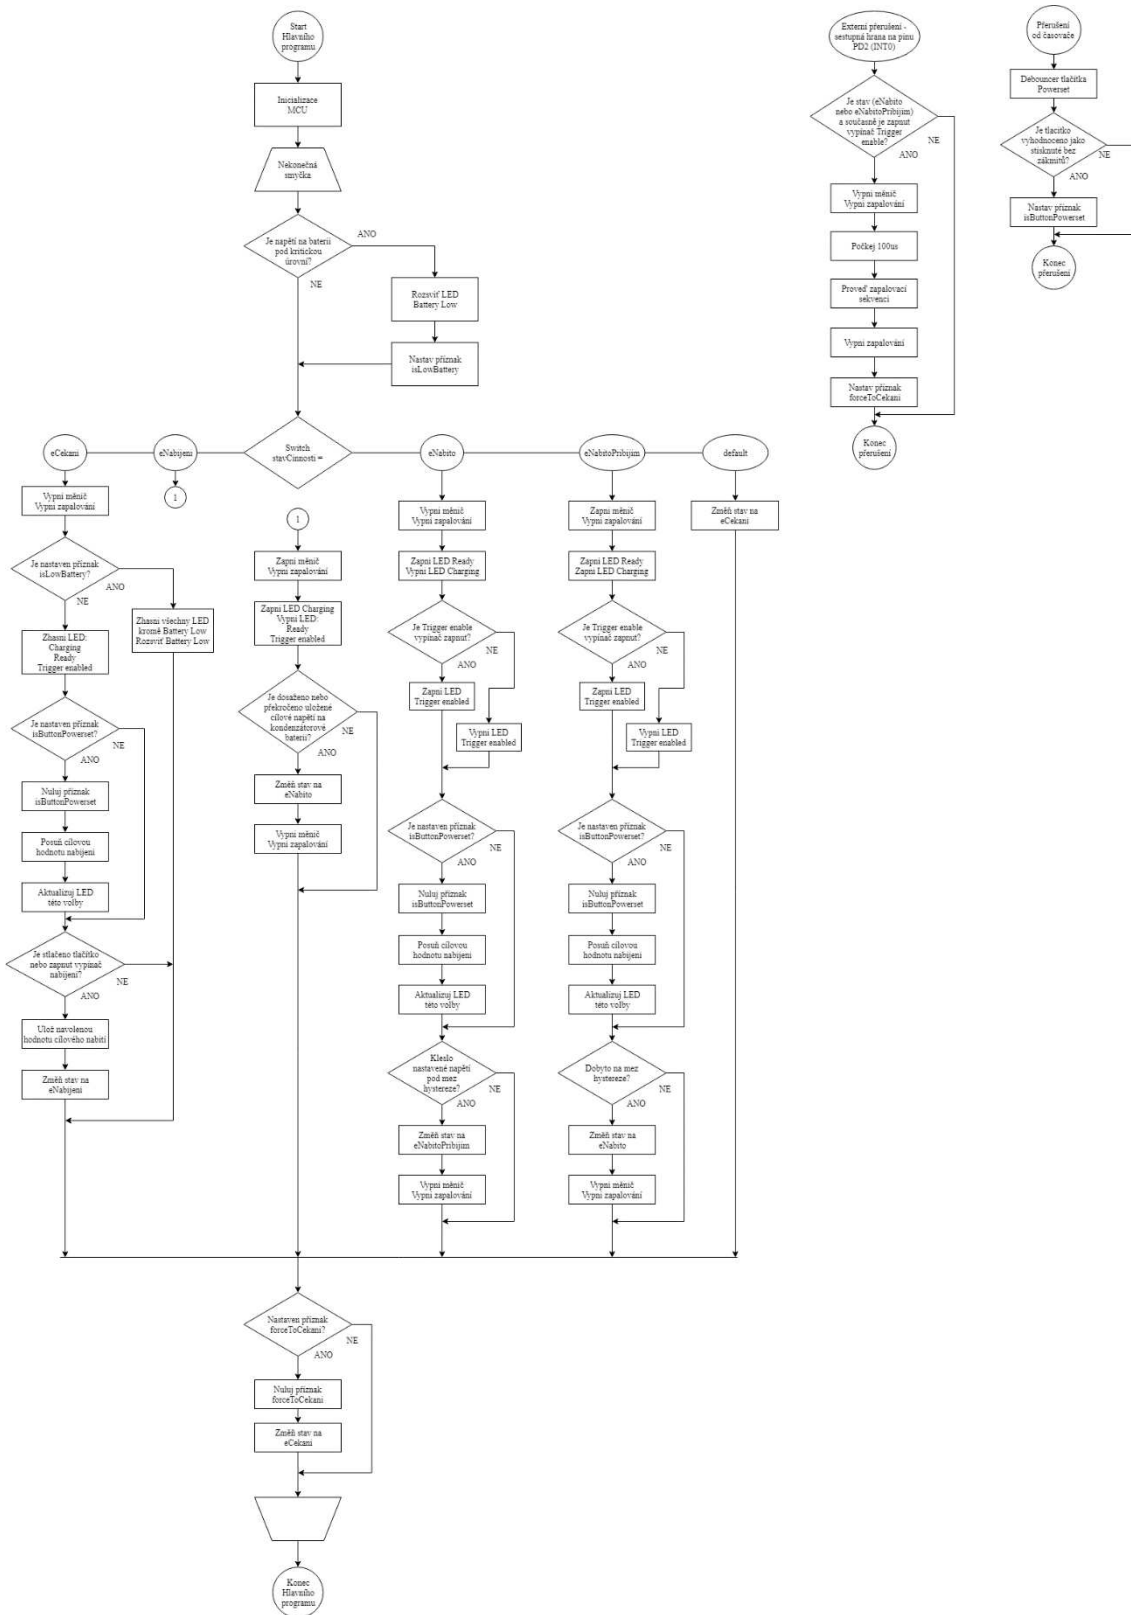 Start
Hlavního
programu
Inicializace
MCU
Nekonečná
smyčka
Je napětí na baterii
pod kritickou
úrovní?
ANO
NE
Rozsviť LED
Battery Low
Nastav příznak
isLowBattery
Switch
stavCinnosti =
eCekani
Vypni měnič
Vypni zapalování
Je nastaven příznak
isLowBattery?
ANO
NE
Zhasni všechny LED
kromě Battery Low
Rozsviť Battery Low
Zhasni LED:
Charging
Ready
Trigger enabled
Je nastaven příznak
isButtonPowerset?
NE
ANO
Nuluj příznak
isButtonPowerset
Posuň cílovou
hodnotu nabíjení
Aktualizuj LED
této volby
Je stlačeno tlačítko
nebo zapnut vypínač
nabíjení?
NE
ANO
Ulož navolenou
hodnotu cílového nabití
Změň stav na
eNabijeni
eNabijeni
1
1
Zapni měnič
Vypni zapalování
Zapni LED Charging
Vypni LED:
Ready
Trigger enabled
Je dosaženo nebo
překročeno uložené
cílové napětí na
kondenzátorové
baterii?
NE
ANO
Změň stav na
eNabito
Vypni měnič
Vypni zapalování
eNabito
Vypni měnič
Vypni zapalování
Zapni LED Ready
Vypni LED Charging
Je Trigger enable
vypínač zapnut?
NE
ANO
Zapni LED
Trigger enabled
Vypni LED
Trigger enabled
Je nastaven příznak
isButtonPowerset?
NE
ANO
Nuluj příznak
isButtonPowerset
Posuň cílovou
hodnotu nabíjení
Aktualizuj LED
této volby
Kleslo
nastavené napětí
pod mez
hystereze?
NE
ANO
Změň stav na
eNabitoPribijim
Vypni měnič
Vypni zapalování
eNabitoPribijim
Zapni měnič
Vypni zapalování
Zapni LED Ready
Zapni LED Charging
Je Trigger enable
vypínač zapnut?
NE
ANO
Zapni LED
Trigger enabled
Vypni LED
Trigger enabled
Je nastaven příznak
isButtonPowerset?
NE
ANO
Nuluj příznak
isButtonPowerset
Posuň cílovou
hodnotu nabíjení
Aktualizuj LED
této volby
Dobyto na mez
hystereze?
NE
ANO
Změň stav na
eNabito
Vypni měnič
Vypni zapalování
default
Změň stav na
eCekani
Nastaven příznak
forceToCekani?
NE
ANO
Nuluj příznak
forceToCekani
Změň stav na
eCekani
Konec
Hlavního
programu
Externí přerušení -
sestupná hrana na pinu
PD2 (INT0)
Je stav (eNabito
nebo eNabitoPribijim)
a současně je zapnut
vypínač Trigger
enable?
NE
ANO
Vypni měnič
Vypni zapalování
Počkej 100us
Proveď zapalovací
sekvenci
Vypni zapalování
Nastav příznak
forceToCekani
Konec
přerušení
Přerušení
od časovače
Debouncer tlačítka
Powerset
Je tlacitko
vyhodnoceno jako
stisknuté bez
zákmitů?
NE
ANO
Nastav příznak
isButtonPowerset
Konec
přerušení